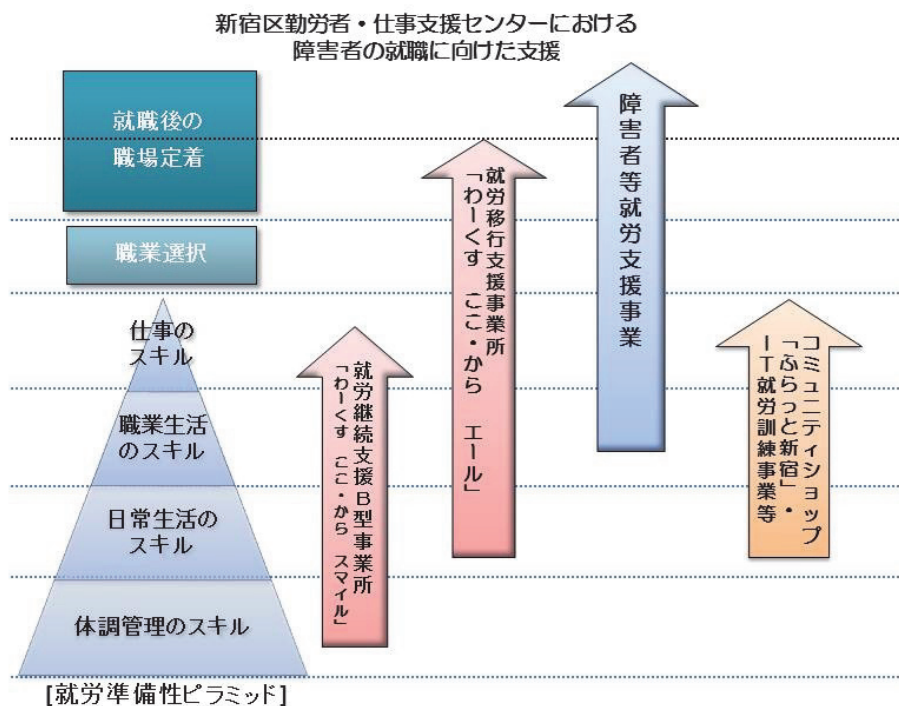 新宿区勤労者・仕事支援センターにおける
障害者の就職に向けた支援
就職後の
職場定着
職業選択
仕事の
スキル
職業生活
のスキル
日常生活の
スキル
体調管理のスキル
[就労準備性ピラミッド]
就労継続支援B型事業所
「わーくす ここ・から スマイル」
就労移行支援事業所
「わーくす ここ・から エール」
障害者等就労支援事業
コミュニティショップ
「ふらっと新宿」・
IT就労訓練事業等